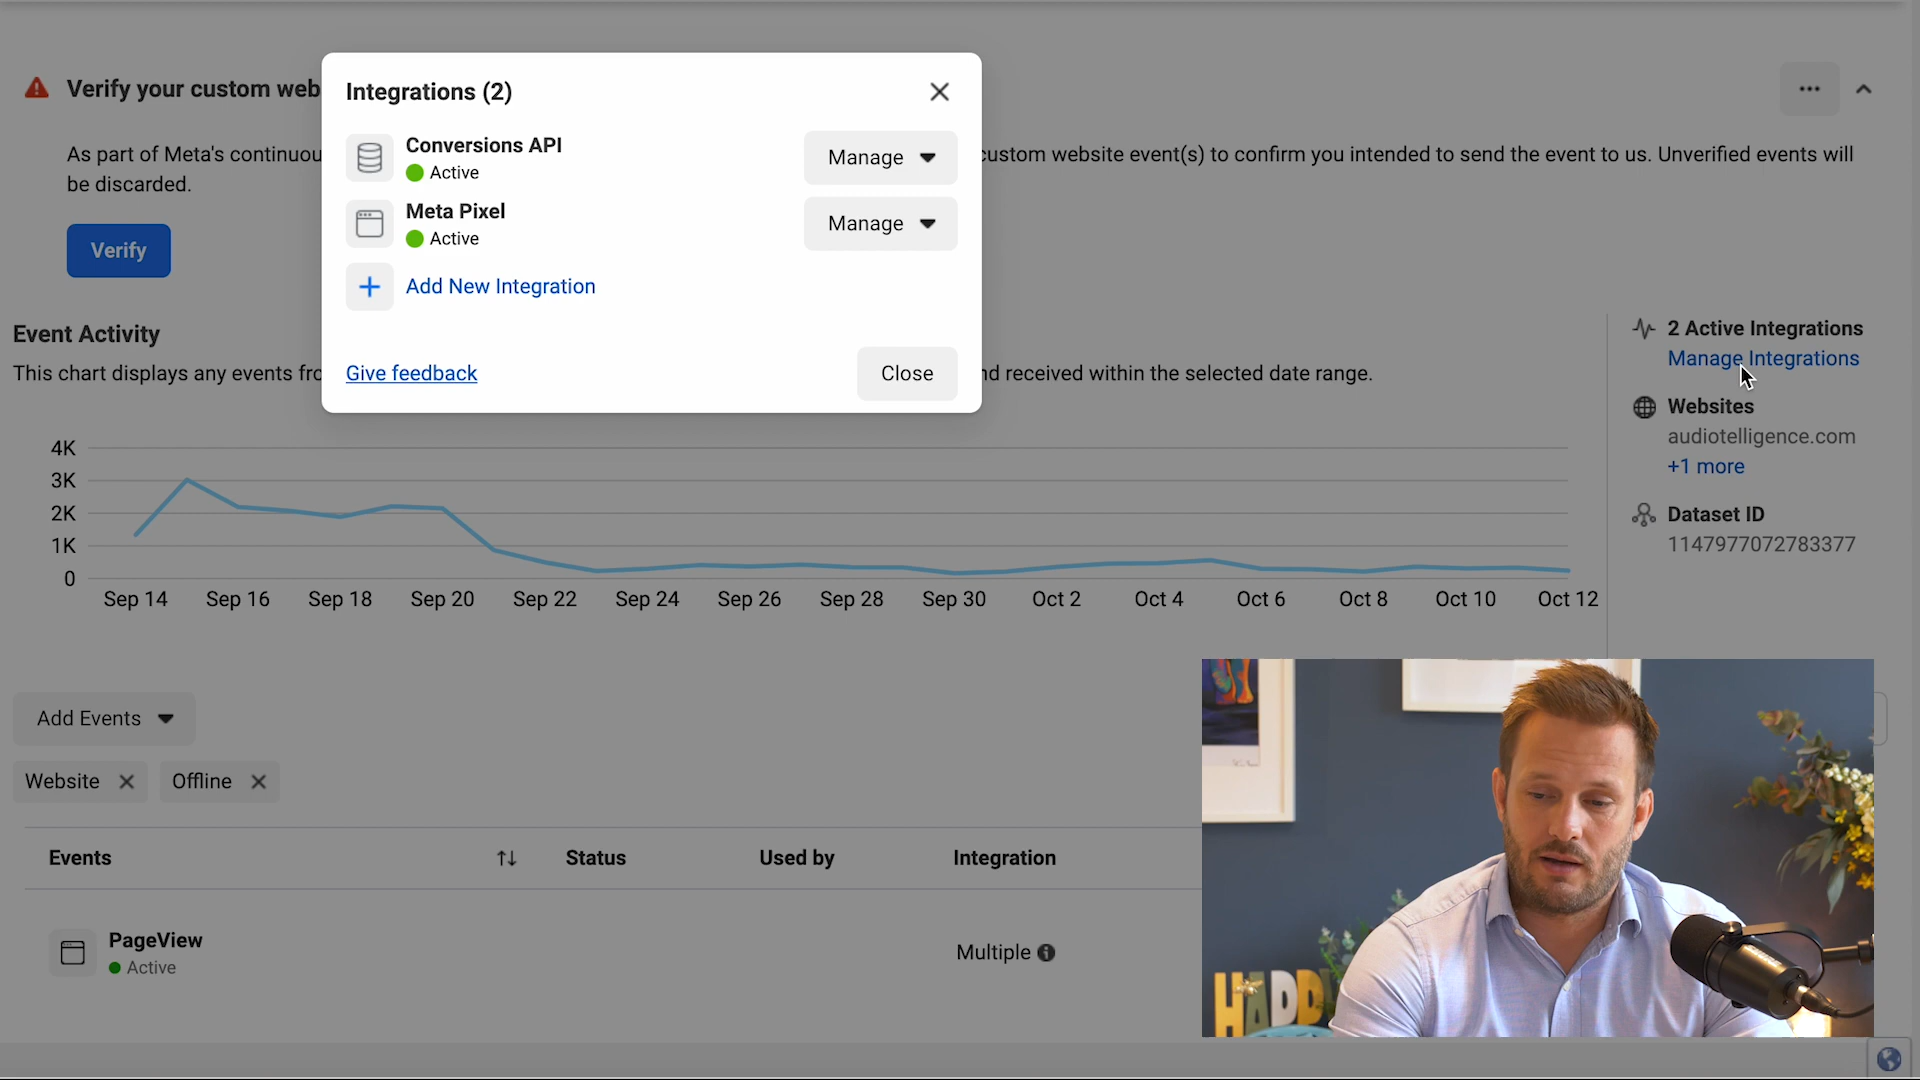 Verify your custom web
As part of Meta's continuou
custom website event(s) to confirm you intended to send the event to us. Unverified events will
be discarded.
Verify
Integrations (2)
Conversions API
Active
Manage
Meta Pixel
Active
Manage
Add New Integration
Give feedback
Close
Event Activity
This chart displays any events fro
nd received within the selected date range.
2 Active Integrations
Manage Integrations
Websites
audiotelligence.com
+1 more
Dataset ID
1147977072783377
4K
3K
2K
1K
0
Sep 14
Sep 16
Sep 18
Sep 20
Sep 22
Sep 24
Sep 26
Sep 28
Sep 30
Oct 2
Oct 4
Oct 6
Oct 8
Oct 10
Oct 12
Add Events
Website
Offline
Events
Status
Used by
Integration
PageView
Active
Multiple
HAPP